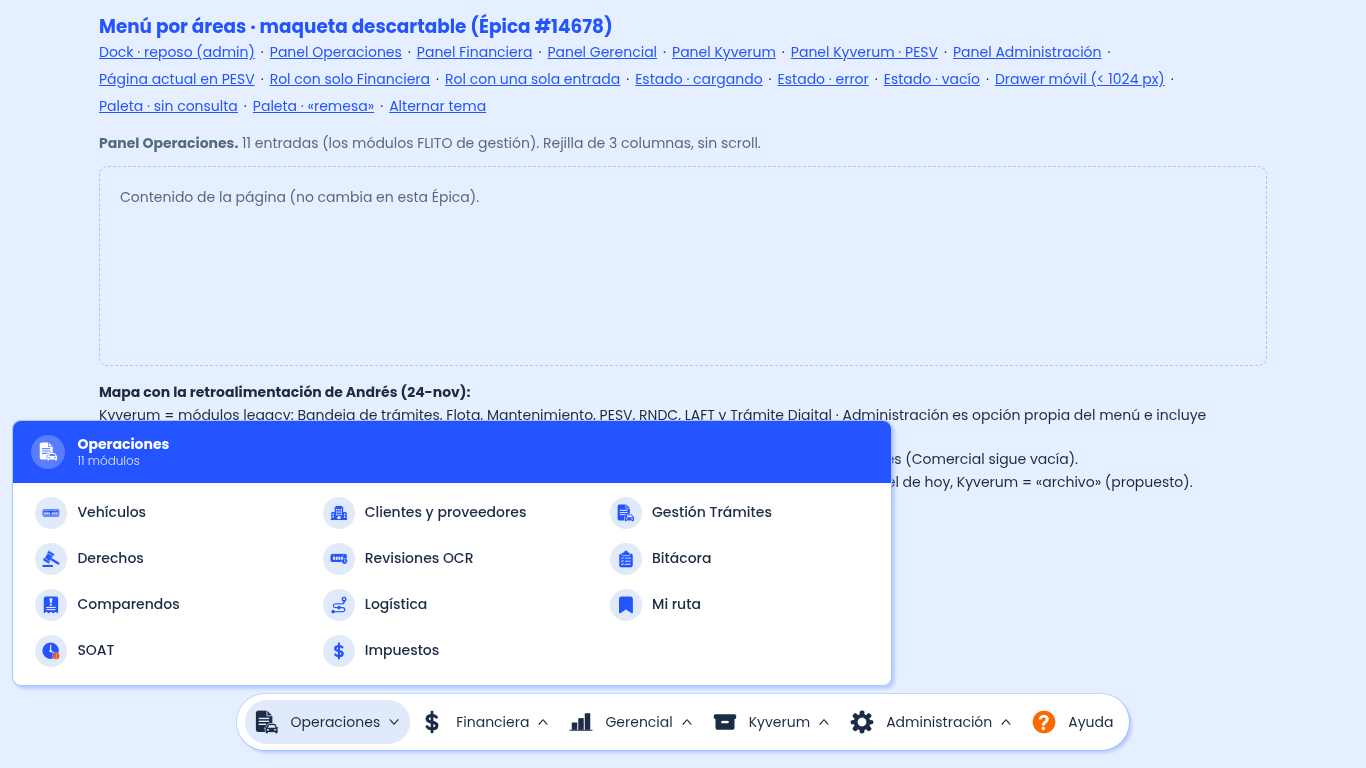 Menú por áreas · maqueta descartable (Épica #14678)
Dock · reposo (admin) · Panel Operaciones · Panel Financiera · Panel Gerencial · Panel Kyverum · Panel Kyverum · PESV · Panel Administración ·
Página actual en PESV · Rol con solo Financiera · Rol con una sola entrada · Estado · cargando · Estado · error · Estado · vacío · Drawer móvil (< 1024 px) ·
Paleta · sin consulta · Paleta · «remesa» · Alternar tema
Panel Operaciones. 11 entradas (los módulos FLITO de gestión). Rejilla de 3 columnas, sin scroll.
Contenido de la página (no cambia en esta Épica).
Mapa con la retroalimentación de Andrés (24-nov):
Kyverum = módulos legacy: Bandeja de trámites, Flota, Mantenimiento, PESV, RNDC, LAFT y Trámite Digital · Administración es opción propia del menú e incluye
(Comercial sigue vacía).
de hoy, Kyverum = «archivo» (propuesto).
Operaciones
11 módulos
Vehículos
Clientes y proveedores
Gestión Trámites
Derechos
Revisiones OCR
Bitácora
Comparendos
Logística
Mi ruta
SOAT
Impuestos
Operaciones
Financiera
Gerencial
Kyverum
Administración
? Ayuda